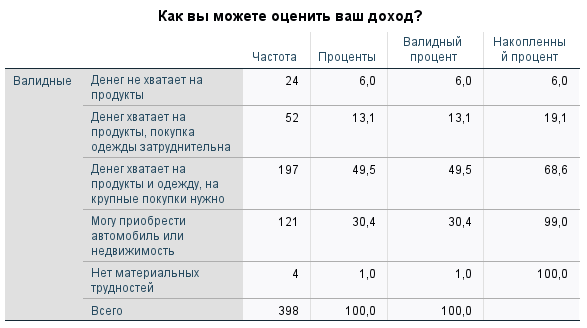 Как вы можете оценить ваш доход?
Частота Проценты Валидный процент Накопленны й процент
Валидные Денег не хватает на продукты 24 6,0 6,0 6,0
Денег хватает на продукты, покупка одежды затруднительна 52 13,1 13,1 19,1
Денег хватает на продукты и одежду, на крупные покупки нужно 197 49,5 49,5 68,6
Могу приобрести автомобиль или недвижимость 121 30,4 30,4 99,0
Нет материальных трудностей 4 1,0 1,0 100,0
Всего 398 100,0 100,0